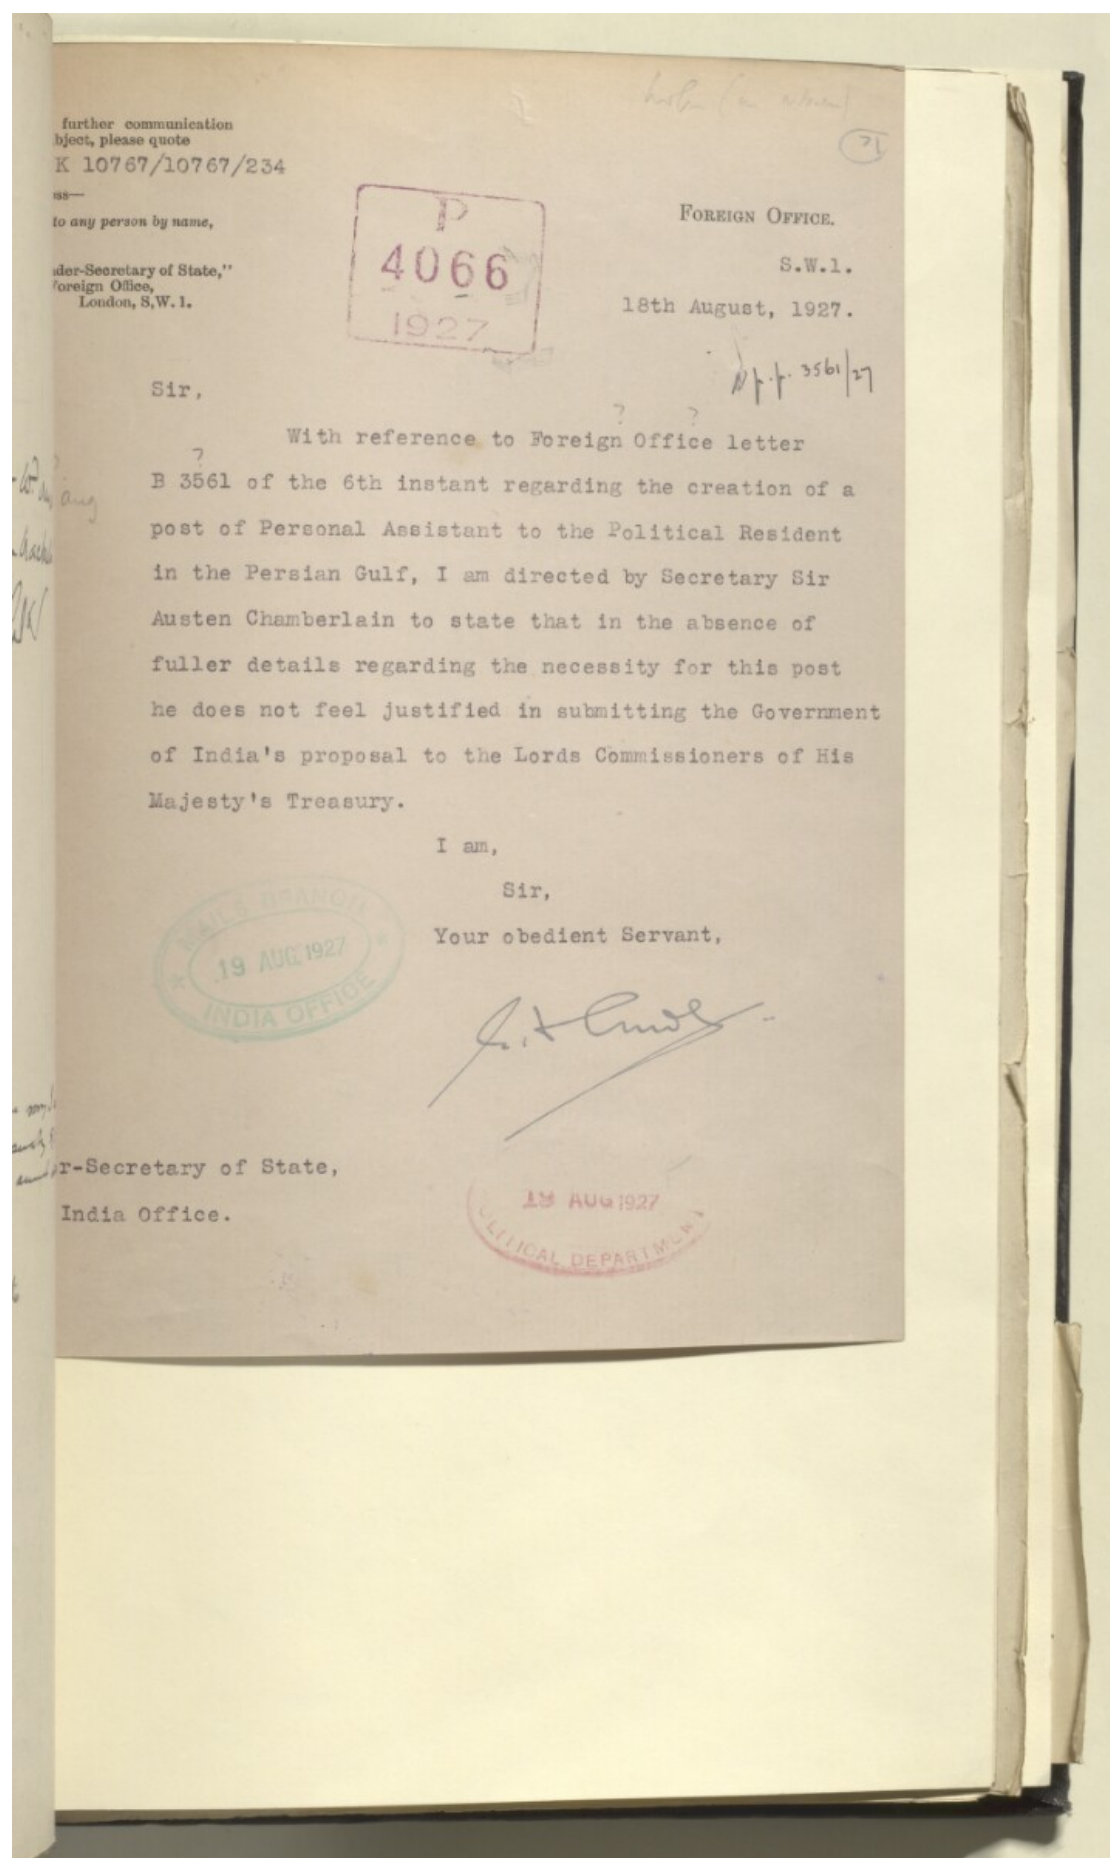 further communication
bject, please quote
K 10767/10767/234
ess—
to any person by name,
der-Secretary of State,"
Foreign Office,
London, S.W.1.
P
4066
1927
21
FOREIGN OFFICE.
S.W.1.
18th August, 1927.
p.p. 3561/27
Sir,
? ?
With reference to Foreign Office letter
?
B 3561 of the 6th instant regarding the creation of a
post of Personal Assistant to the Political Resident
in the Persian Gulf, I am directed by Secretary Sir
Austen Chamberlain to state that in the absence of
fuller details regarding the necessity for this post
he does not feel justified in submitting the Government
of India's proposal to the Lords Commissioners of His
Majesty's Treasury.
I am,
Sir,
Your obedient Servant,
MAILS BRANCH
19 AUG. 1927
INDIA OFFICE
r-Secretary of State,
India Office.
19 AUG 1927
POLITICAL DEPARTMENT